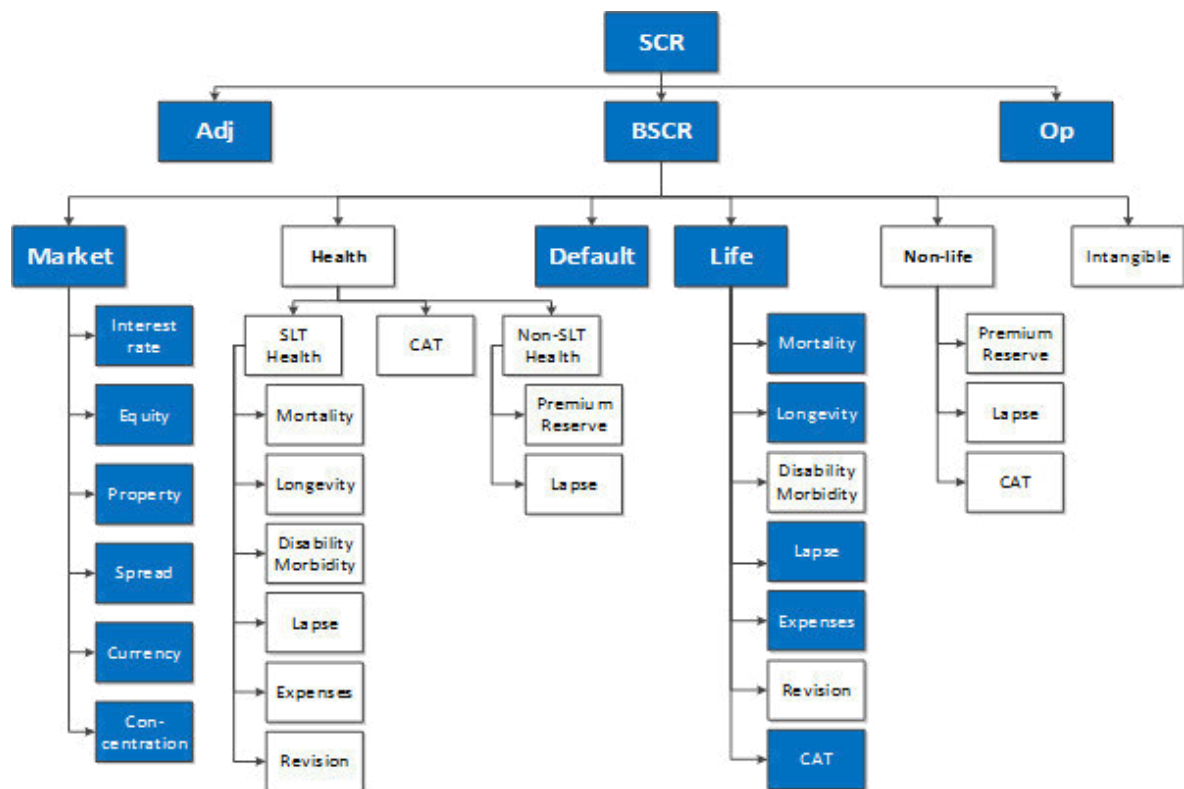 SCR
Adj
BSCR
Op
Market
Health
Default
Life
Non-life
Intangible
Interest
rate
Equity
Property
Spread
Currency
Con-
centration
SLT
Health
CAT
Non-SLT
Health
Mortality
Longevity
Disability
Morbidity
Lapse
Expenses
Revision
Premium
Reserve
Lapse
Mortality
Longevity
Disability
Morbidity
Lapse
Expenses
Revision
CAT
Premium
Reserve
Lapse
CAT